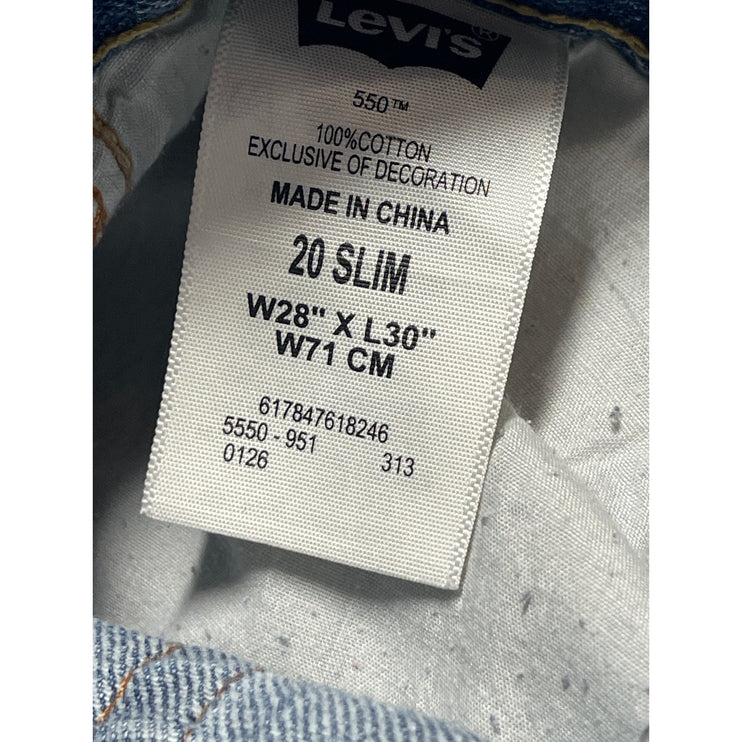 Levi's®
550™
100%COTTON
EXCLUSIVE OF DECORATION
MADE IN CHINA
20 SLIM
W28" X L30"
W71 CM
617847618246
5550 - 951
0126 313